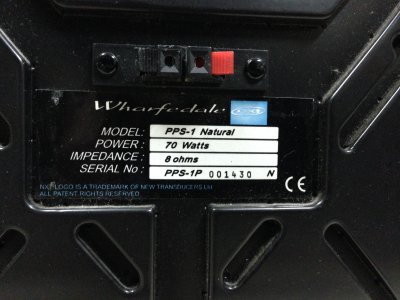 Wharfedale
MODEL: PPS-1 Natural
POWER: 70 Watts
IMPEDANCE: 8 ohms
SERIAL No: PPS-1P 001430 N
NXT LOGO IS A TRADEMARK OF NEW TRANSDUCERS Ltd.
ALL PATENT RIGHTS RESERVED
CE